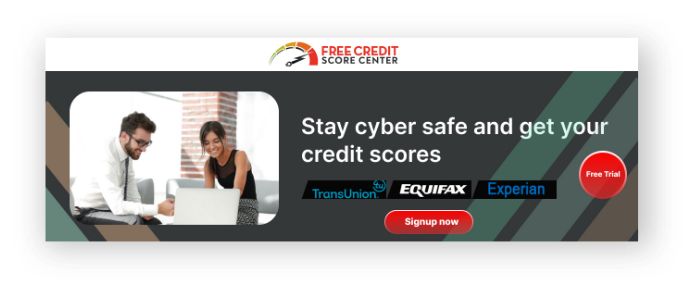 FREE CREDIT
SCORE CENTER
Stay cyber safe and get your
credit scores
TransUnion tu
EQUIFAX
Experian
Free Trial
Signup now